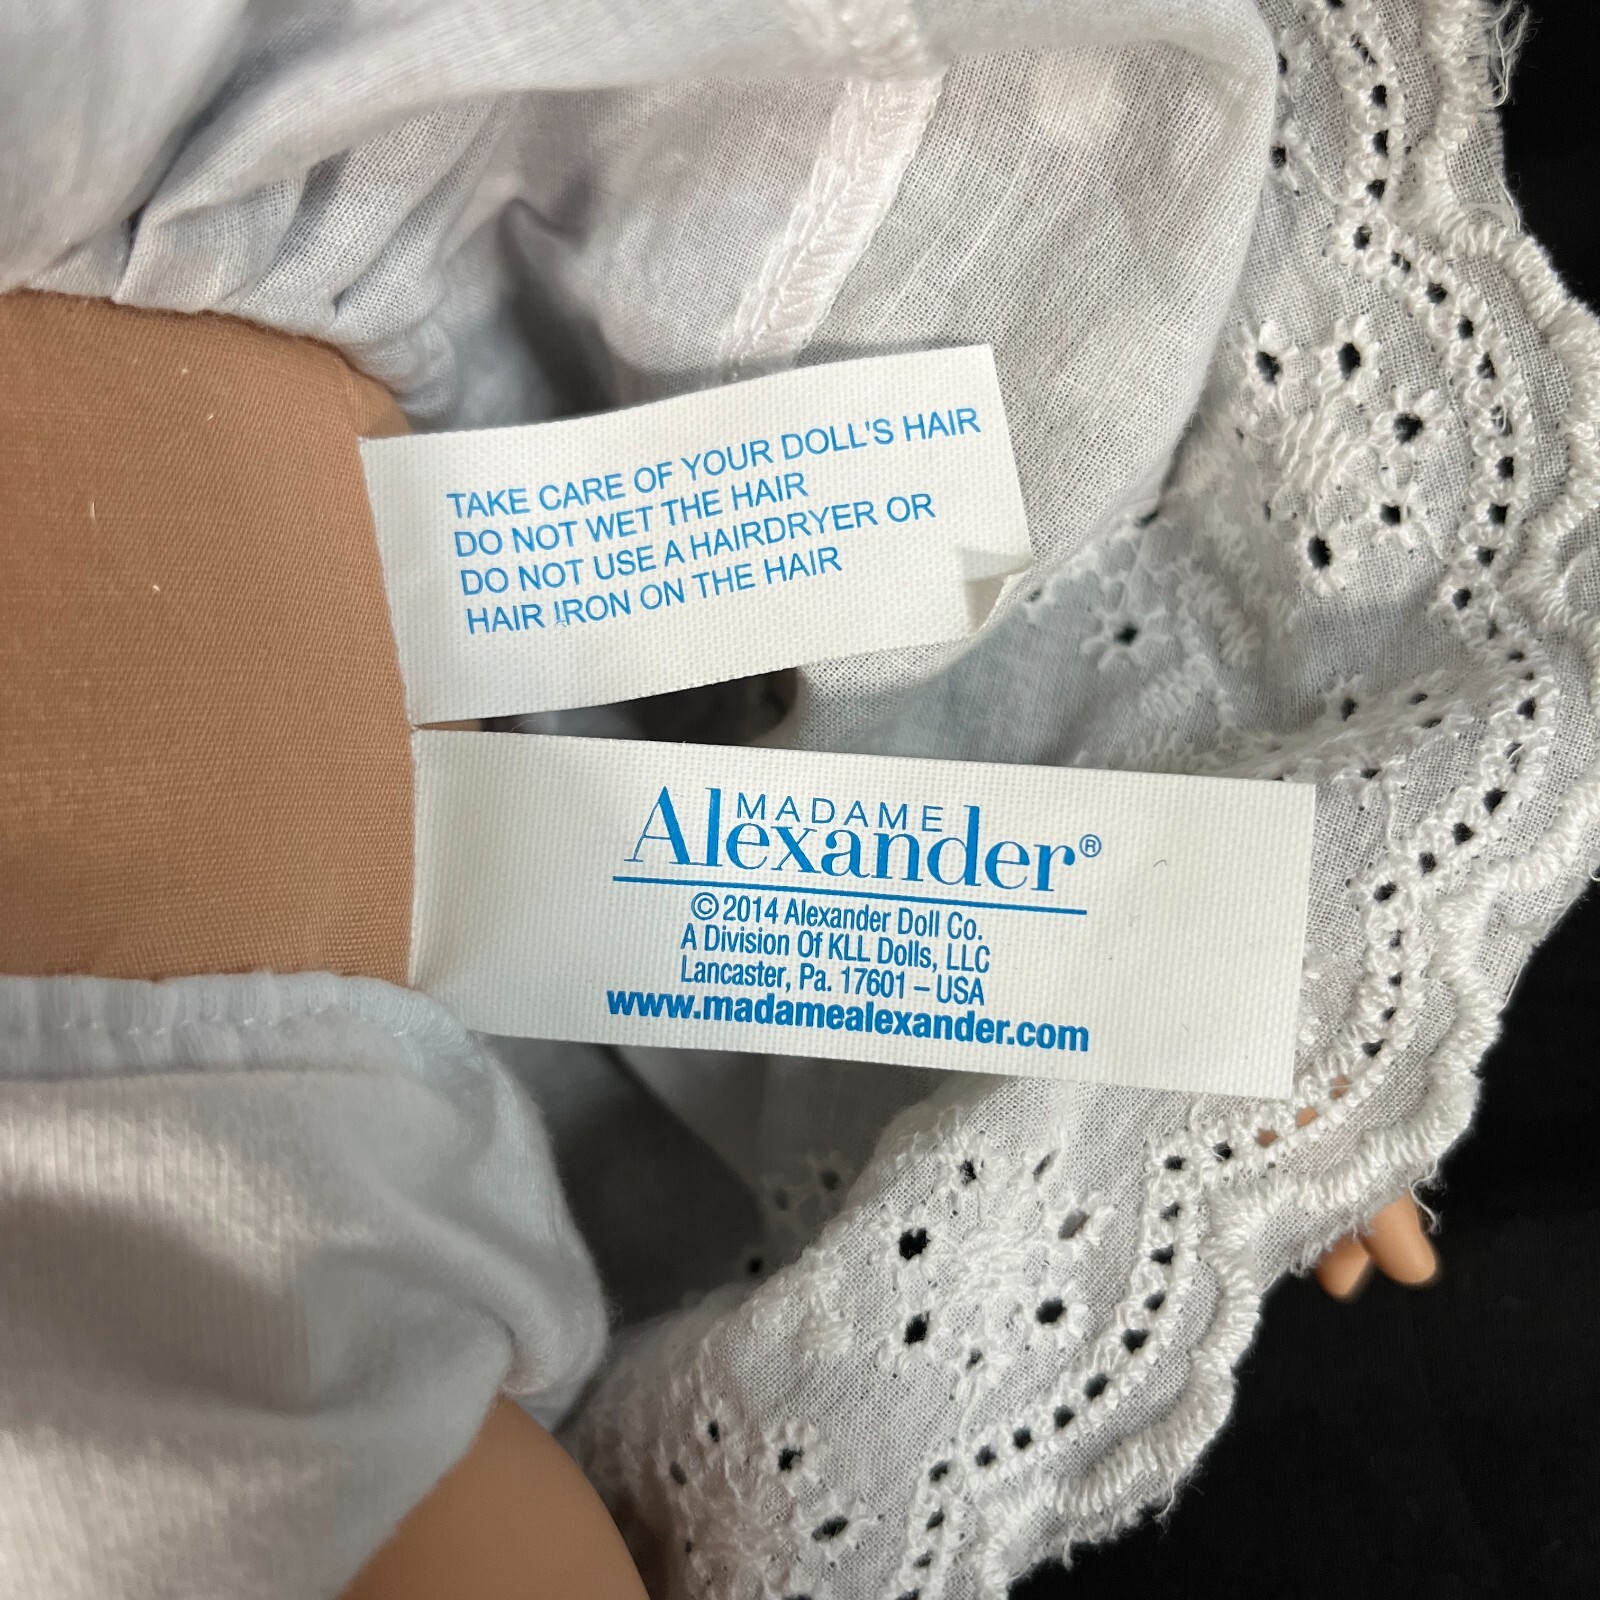 TAKE CARE OF YOUR DOLL'S HAIR
DO NOT WET THE HAIR
DO NOT USE A HAIRDRYER OR
HAIR IRON ON THE HAIR
MADAME
Alexander®
© 2014 Alexander Doll Co.
A Division Of KLL Dolls, LLC
Lancaster, Pa. 17601 – USA
www.madamealexander.com